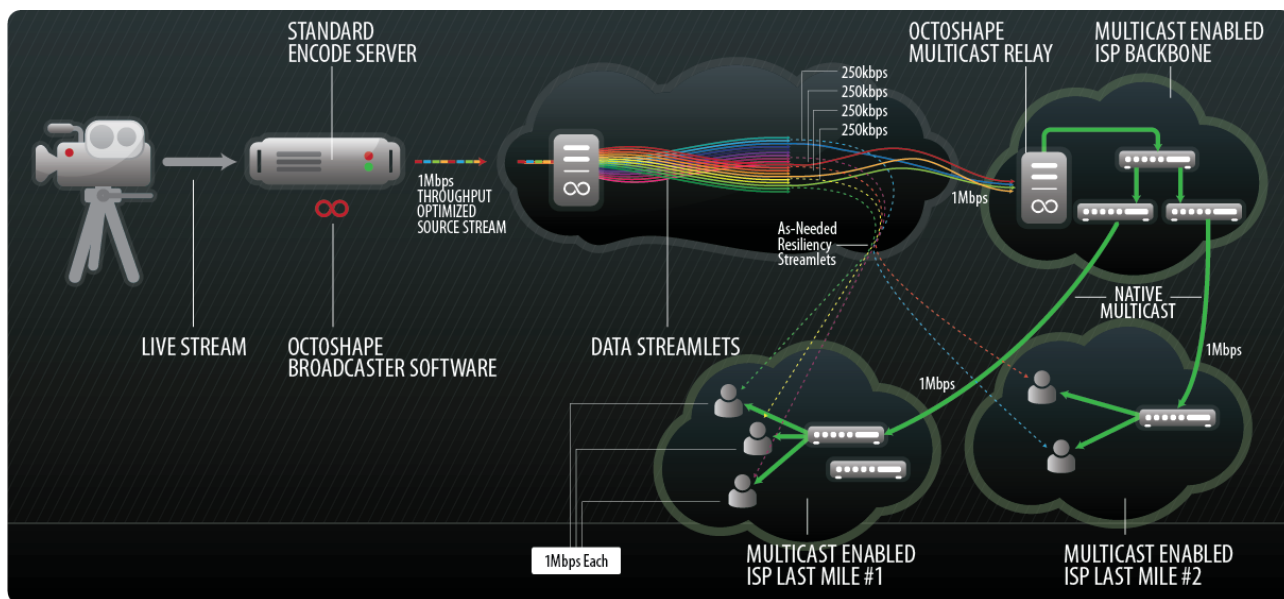 STANDARD
ENCODE SERVER
OCTOSHAPE
MULTICAST RELAY
MULTICAST ENABLED
ISP BACKBONE
250kbps
250kbps
250kbps
250kbps
1Mbps
THROUGHPUT
OPTIMIZED
SOURCE STREAM
1Mbps
As-Needed
Resiliency
Streamlets
NATIVE
MULTICAST
LIVE STREAM
OCTOSHAPE
BROADCASTER SOFTWARE
DATA STREAMLETS
1Mbps
1Mbps
1Mbps Each
MULTICAST ENABLED
ISP LAST MILE #1
MULTICAST ENABLED
ISP LAST MILE #2